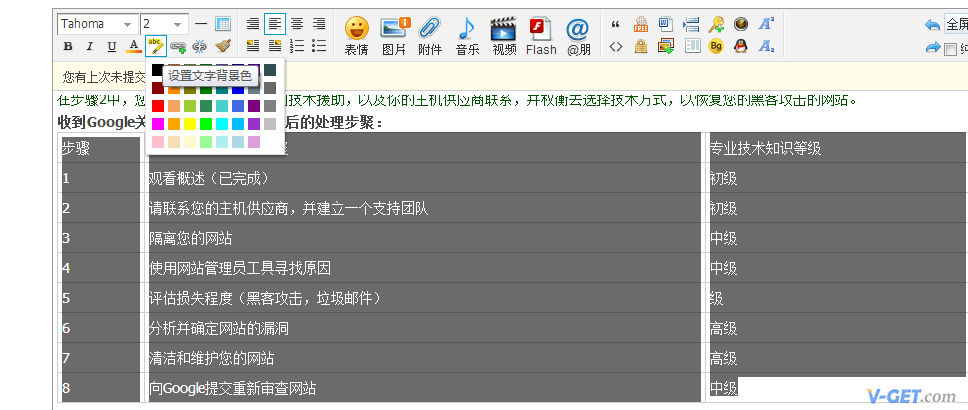 Tahoma 2
B I U A
表情 图片 附件 音乐 视频 Flash @朋
Bg A A
全屏
您有上次未提交
设置文字背景色
在步骤2中，您 技术援助，以及你的主机供应商联系，并权衡去选择技术方式，以恢复您的黑客攻击的网站。
收到Google关 后的处理步聚：
步骤 专业技术知识等级
1 观看概述（已完成） 初级
2 请联系您的主机供应商，并建立一个支持团队 初级
3 隔离您的网站 中级
4 使用网站管理员工具寻找原因 中级
5 评估损失程度（黑客攻击，垃圾邮件） 级
6 分析并确定网站的漏洞 高级
7 清洁和维护您的网站 高级
8 向Google提交重新审查网站 中级
V-GET.com